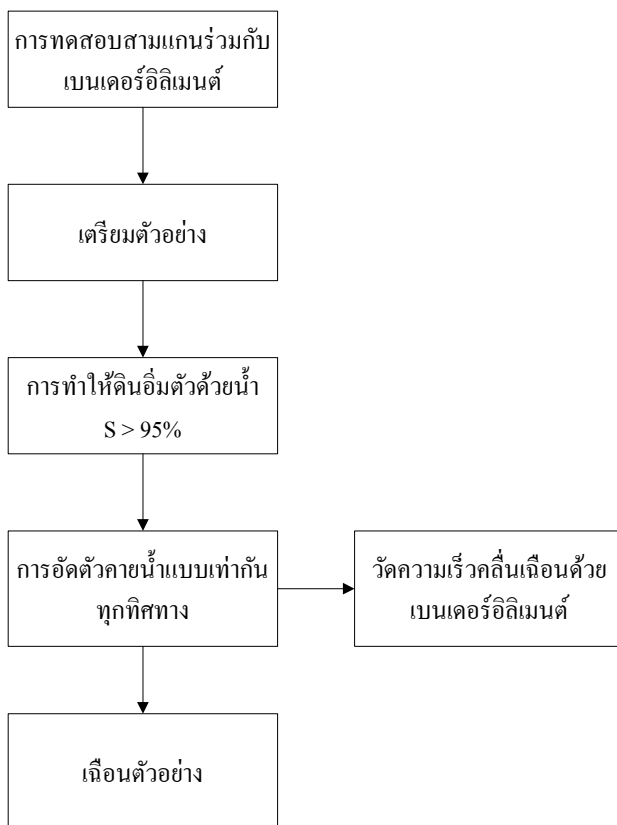 การทดสอบสามแกนร่วมกับ
เบนเดอร์อิลิเมนต์
เตรียมตัวอย่าง
การทำให้ดินอิ่มตัวด้วยน้ำ
S > 95%
การอัดตัวคายน้ำแบบเท่ากัน
ทุกทิศทาง
วัดความเร็วคลื่นเฉือนด้วย
เบนเดอร์อิลิเมนต์
เฉือนตัวอย่าง